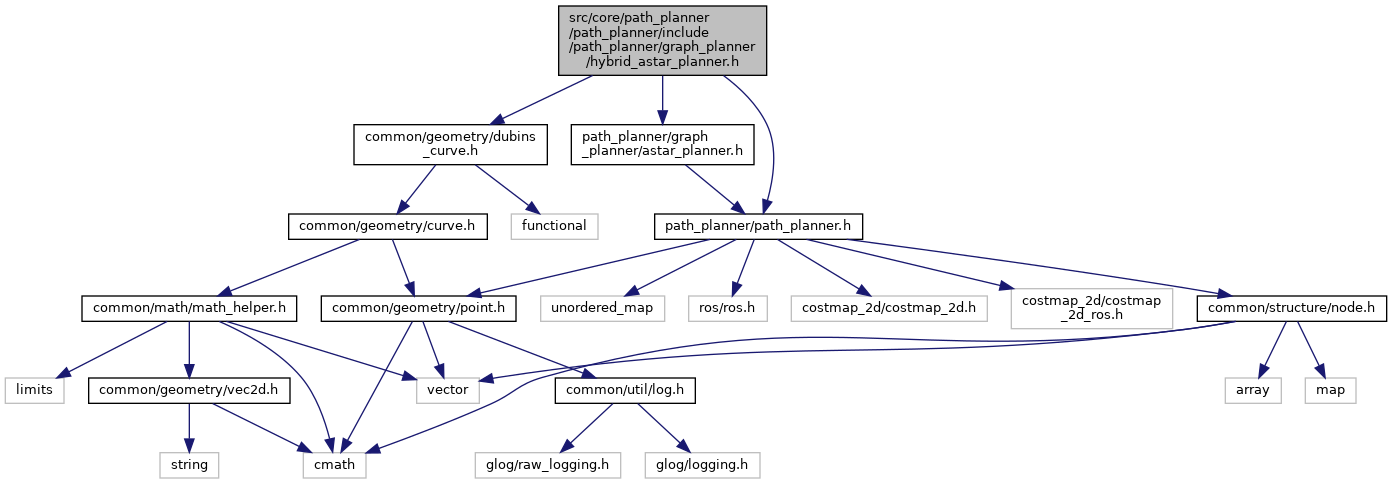 src/core/path_planner
/path_planner/include
/path_planner/graph_planner
/hybrid_astar_planner.h
common/geometry/dubins
_curve.h
path_planner/graph
_planner/astar_planner.h
common/geometry/curve.h
functional
path_planner/path_planner.h
common/math/math_helper.h
common/geometry/point.h
unordered_map
ros/ros.h
costmap_2d/costmap_2d.h
costmap_2d/costmap
_2d_ros.h
common/structure/node.h
limits
common/geometry/vec2d.h
vector
common/util/log.h
array
map
string
cmath
glog/raw_logging.h
glog/logging.h